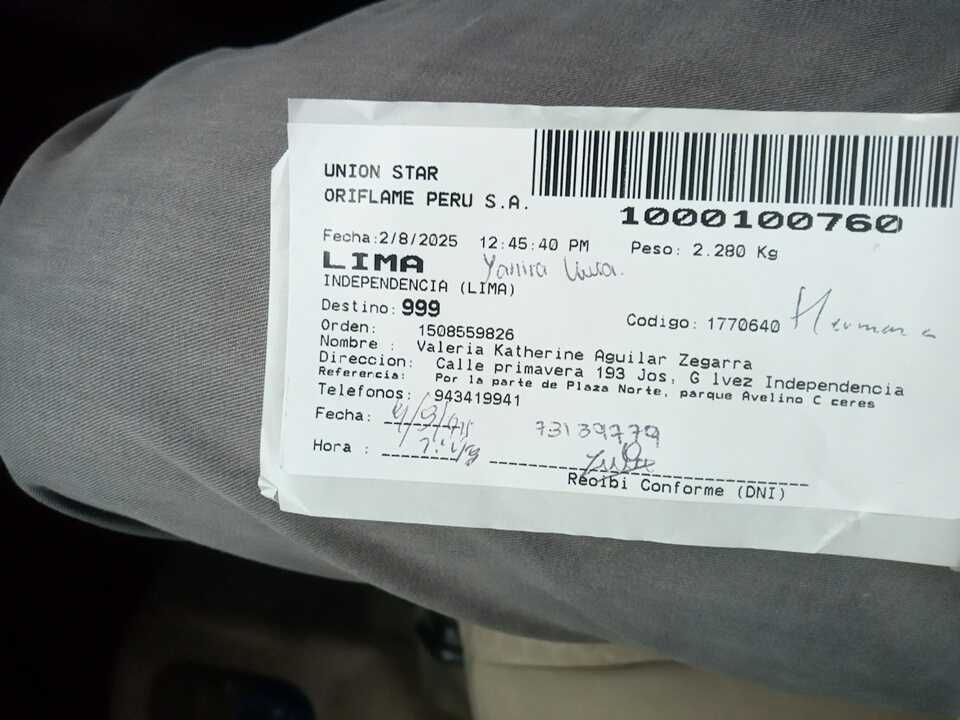 UNION STAR
ORIFLAME PERU S.A.
1000100760
Fecha:2/8/2025 12:45:40 PM Peso: 2.280 Kg
LIMA Yanira
INDEPENDENCIA (LIMA)
Destino: 999
Orden: 1508559826 Codigo: 1770640 Hermana
Nombre : Valeria Katherine Aguilar Zegarra
Direccion: Calle primavera 193 Jos, G lvez Independencia
Referencia: Por la parte de Plaza Norte, parque Avelino C ceres
Telefonos: 943419941
Fecha: 73139779
Hora :
Recibi Conforme (DNI)